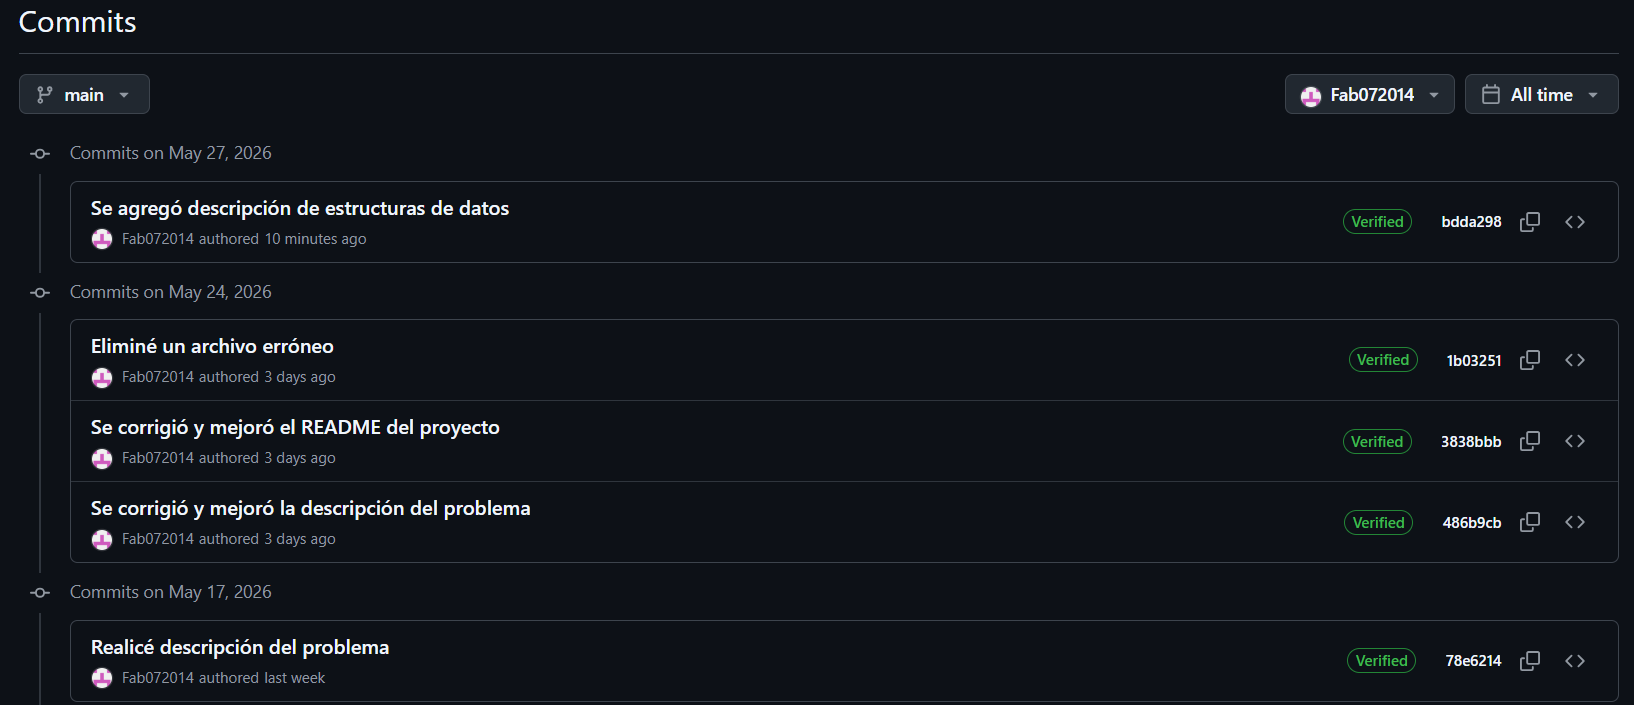 Commits
main
Fab072014
All time
Commits on May 27, 2026
Se agregó descripción de estructuras de datos
Verified
bdda298
Fab072014 authored 10 minutes ago
Commits on May 24, 2026
Eliminé un archivo erróneo
Verified
1b03251
Fab072014 authored 3 days ago
Se corrigió y mejoró el README del proyecto
Verified
3838bbb
Fab072014 authored 3 days ago
Se corrigió y mejoró la descripción del problema
Verified
486b9cb
Fab072014 authored 3 days ago
Commits on May 17, 2026
Realicé descripción del problema
Verified
78e6214
Fab072014 authored last week